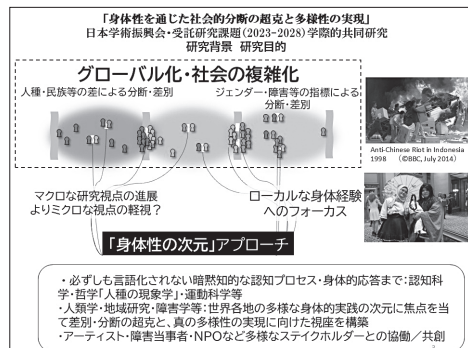 「身体性を通じた社会的分断の超克と多様性の実現」
日本学術振興会・受託研究課題(2023-2028)学際的共同研究
研究背景 研究目的
グローバル化・社会の複雑化
人種・民族等の差による分断・差別
ジェンダー・障害等の指標による
分断・差別
Anti-Chinese Riot in Indonesia
1998 (©BBC, July 2014)
マクロな研究視点の進展
よりミクロな視点の軽視?
ローカルな身体経験
へのフォーカス
「身体性の次元」アプローチ
・必ずしも言語化されない暗黙知的な認知プロセス・身体的応答まで:認知科
学・哲学「人種の現象学」・運動科学等
・人類学・地域研究・障害学等:世界各地の多様な身体的実践の次元に焦点を当
て差別・分断の超克と、真の多様性の実現に向けた視座を構築
・アーティスト・障害当事者・NPOなど多様なステイクホルダーとの協働/共創
3